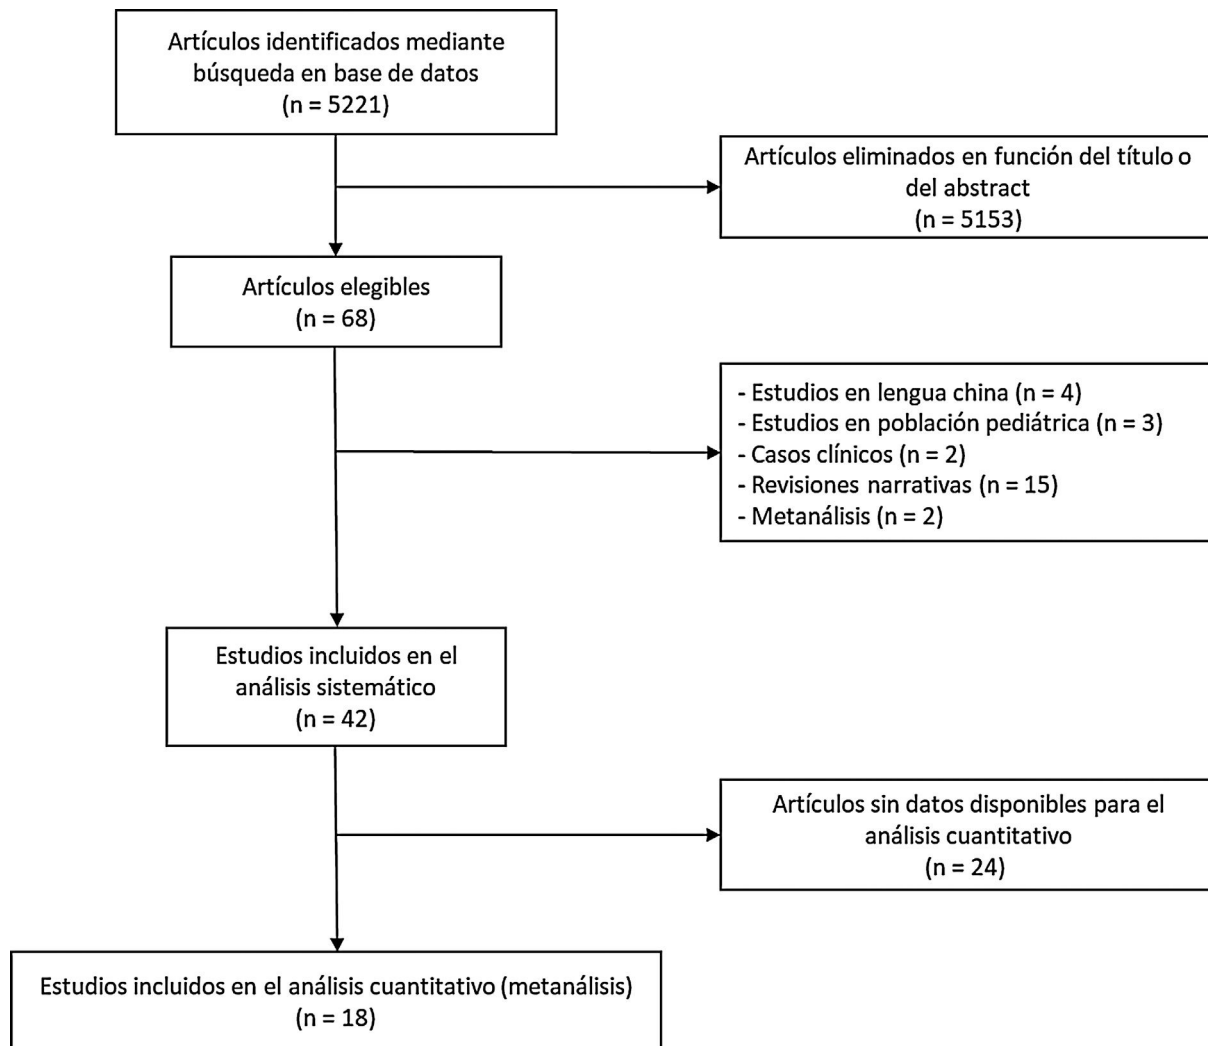 Artículos identificados mediante
búsqueda en base de datos
(n = 5221)
Artículos eliminados en función del título o
del abstract
(n = 5153)
Artículos elegibles
(n = 68)
- Estudios en lengua china (n = 4)
- Estudios en población pediátrica (n = 3)
- Casos clínicos (n = 2)
- Revisiones narrativas (n = 15)
- Metanálisis (n = 2)
Estudios incluidos en el
análisis sistemático
(n = 42)
Artículos sin datos disponibles para el
análisis cuantitativo
(n = 24)
Estudios incluidos en el análisis cuantitativo (metanálisis)
(n = 18)